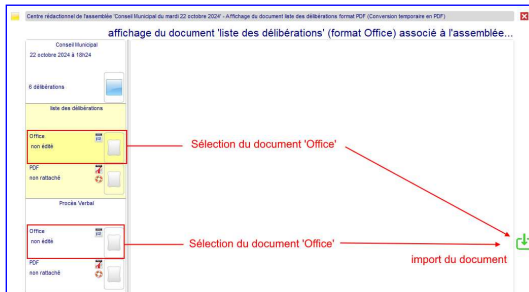 Centre rédactionnel de l'assemblée 'Conseil Municipal du mardi 22 octobre 2024' - Affichage du document liste des délibérations format PDF (Conversion temporaire en PDF)
affichage du document 'liste des délibérations' (format Office) associé à l'assemblée...
Conseil Municipal
22 octobre 2024 à 18h24
6 délibérations
liste des délibérations
Office
non édité
Sélection du document 'Office'
PDF
non rattaché
Procès Verbal
Office
non édité
Sélection du document 'Office'
import du document
PDF
non rattaché